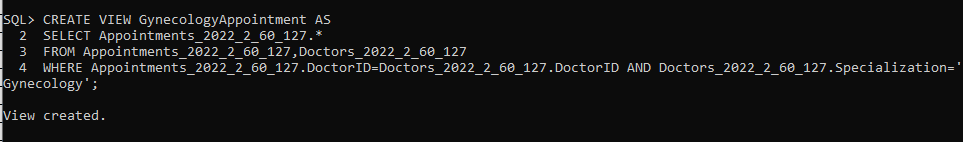 SQL> CREATE VIEW GynecologyAppointment AS
2 SELECT Appointments_2022_2_60_127.*
3 FROM Appointments_2022_2_60_127,Doctors_2022_2_60_127
4 WHERE Appointments_2022_2_60_127.DoctorID=Doctors_2022_2_60_127.DoctorID AND Doctors_2022_2_60_127.Specialization='
Gynecology';
View created.